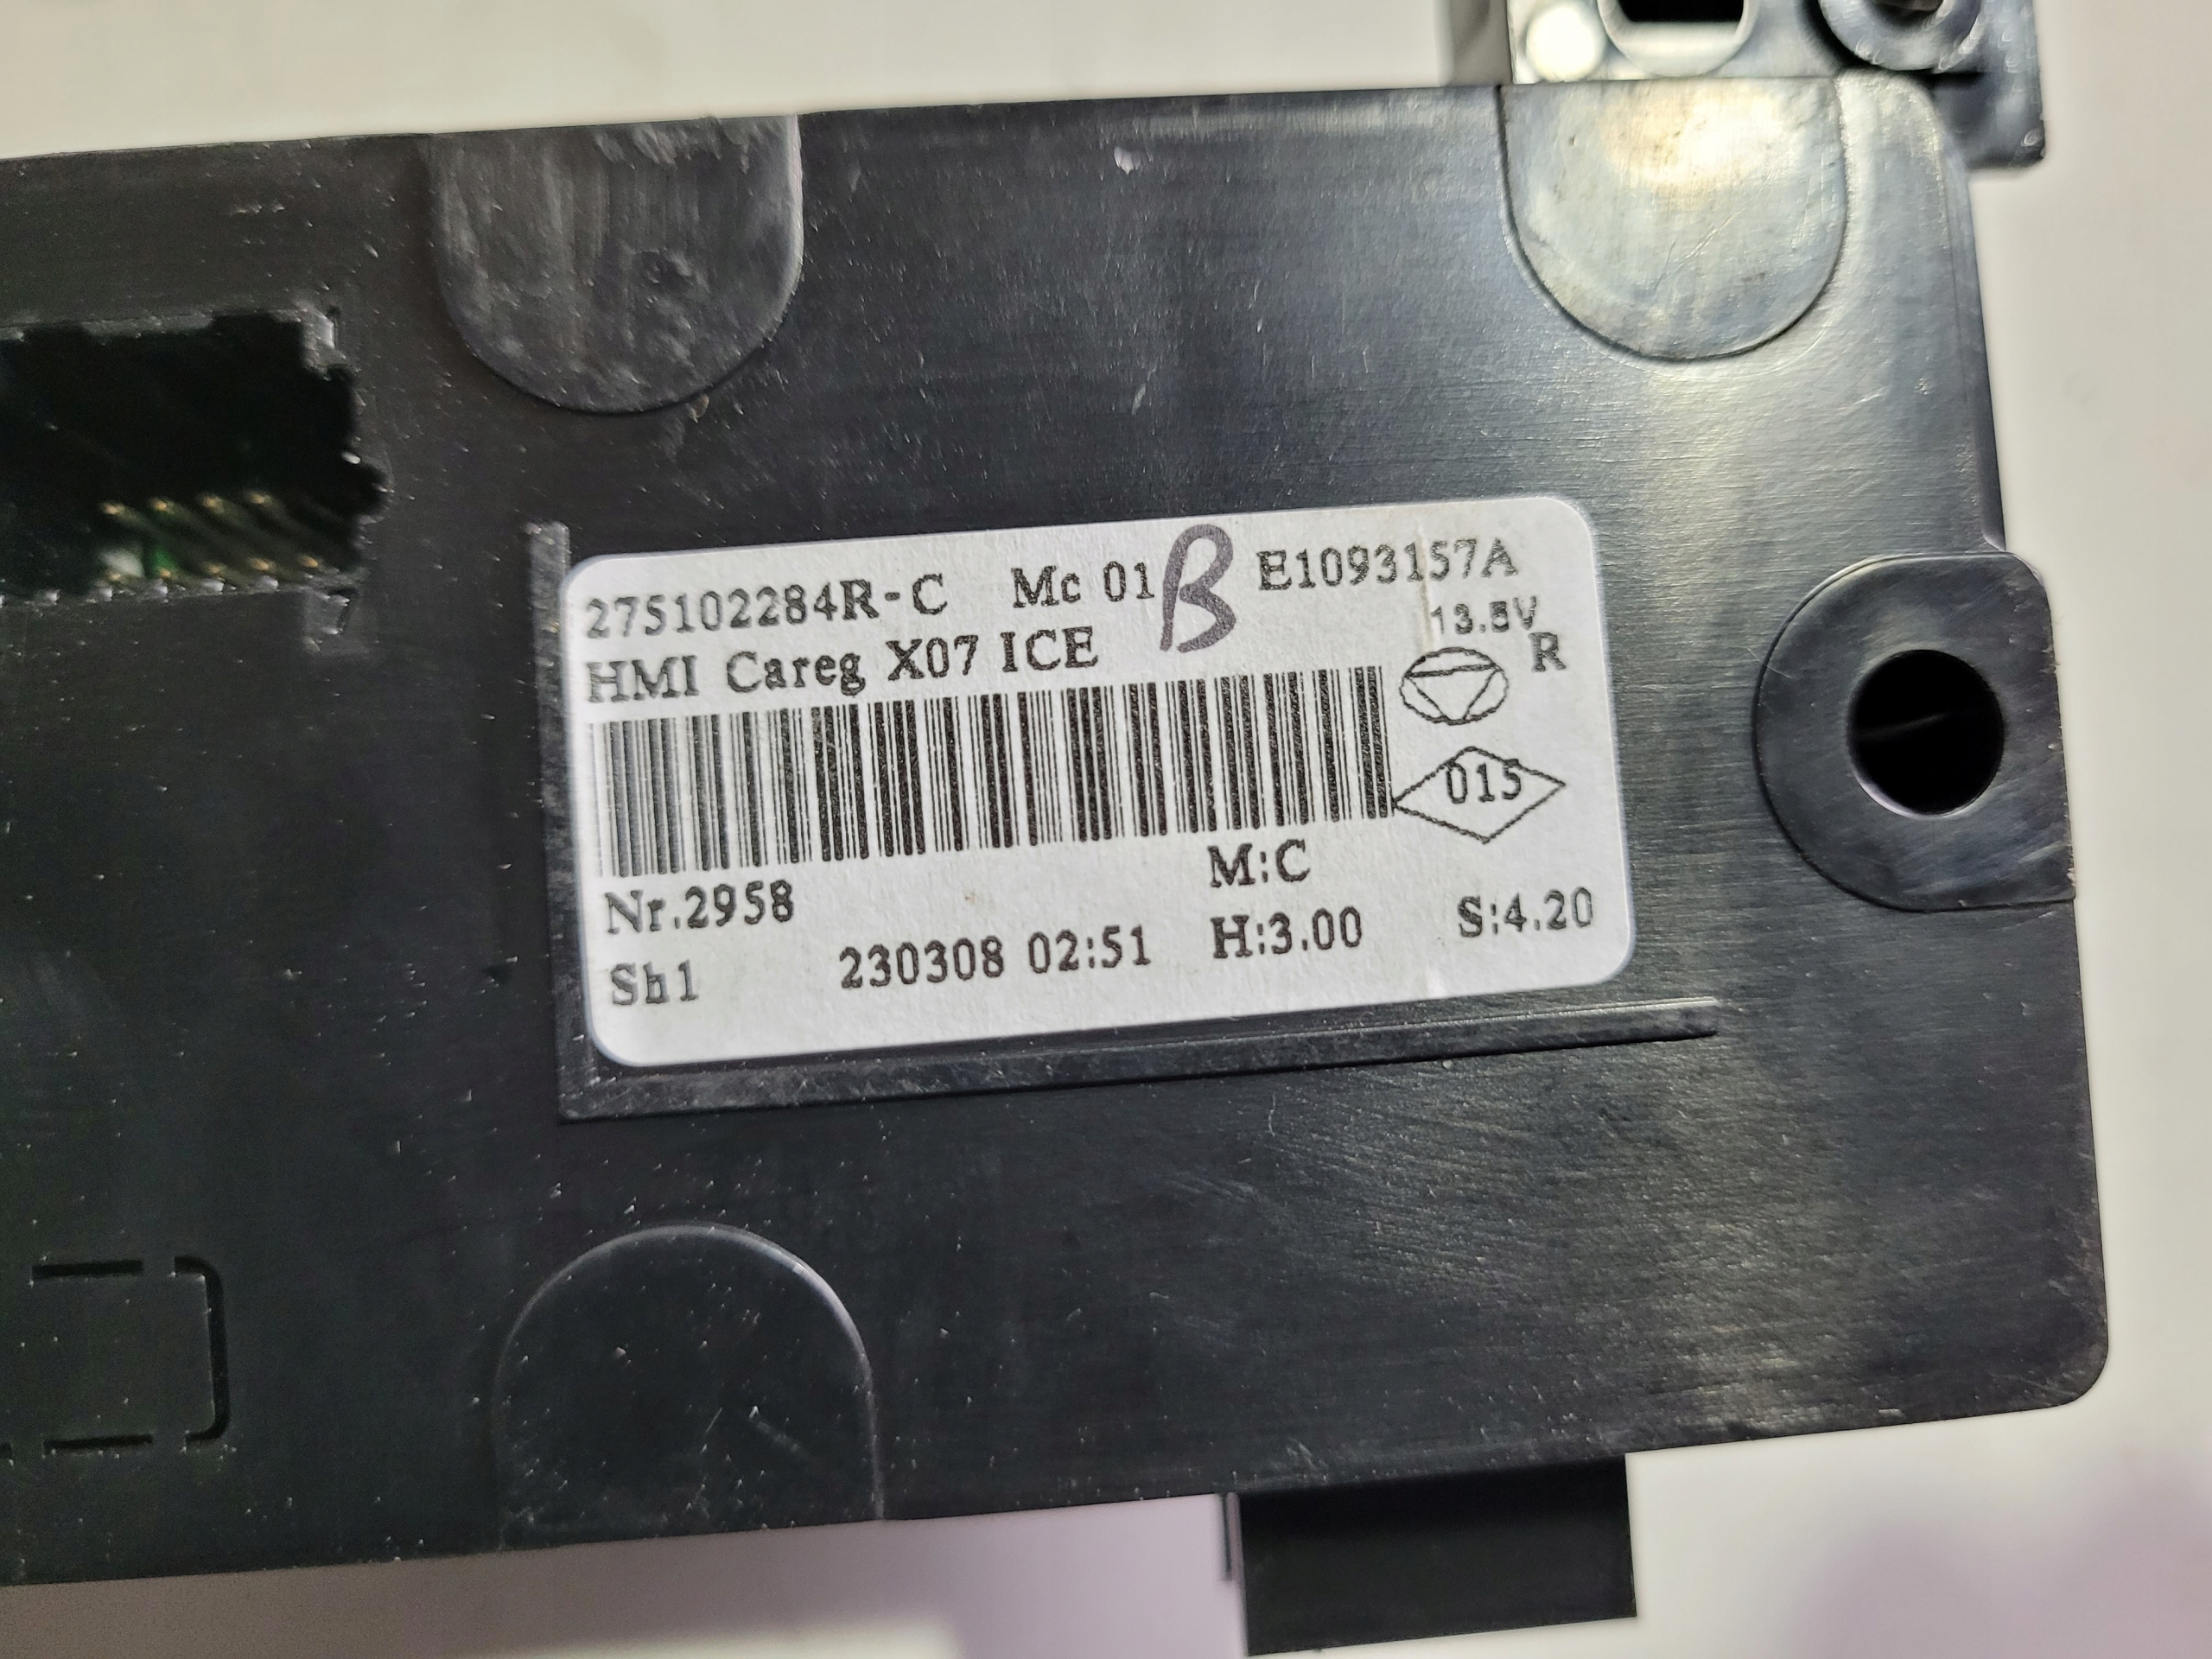 275102284R-C Mc 01 B E1093157A
13.5V
HMI Careg X07 ICE R
015
M:C
Nr.2958
H:3.00 S:4.20
Sh1 230308 02:51